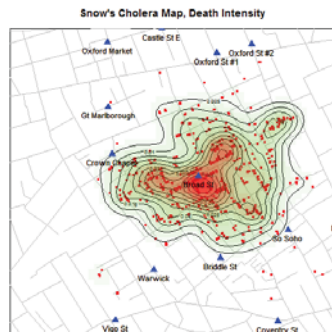 Snow's Cholera Map, Death Intensity
Castle St E
Oxford Market
Oxford St #2
Oxford St #1
Gt Marlborough
Crown Chapel
Broad St
So Soho
Briddle St
Warwick
Vigo St
Coventry St